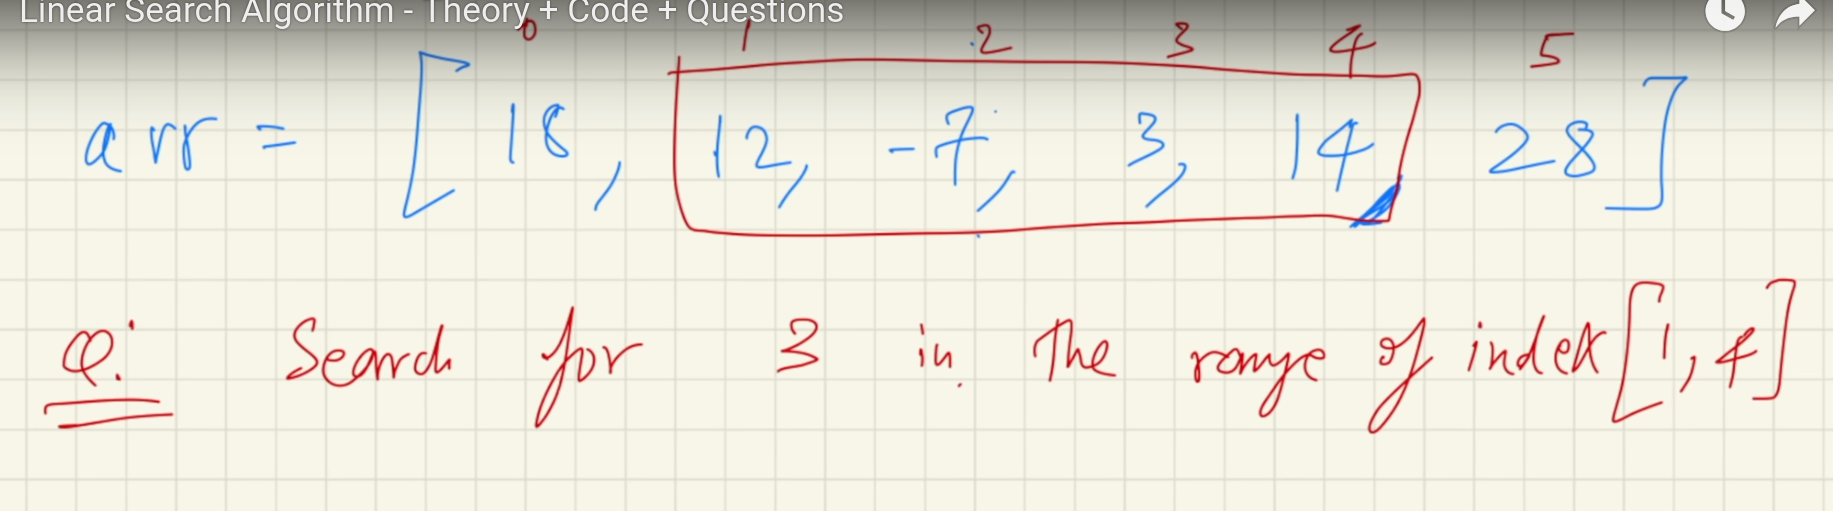 Linear Search Algorithm - Theory + Code + Questions
0 1 2 3 4 5
arr = [ 18, 12, -7, 3, 14, 28 ]
Q: Search for 3 in the range of index [1, 4]